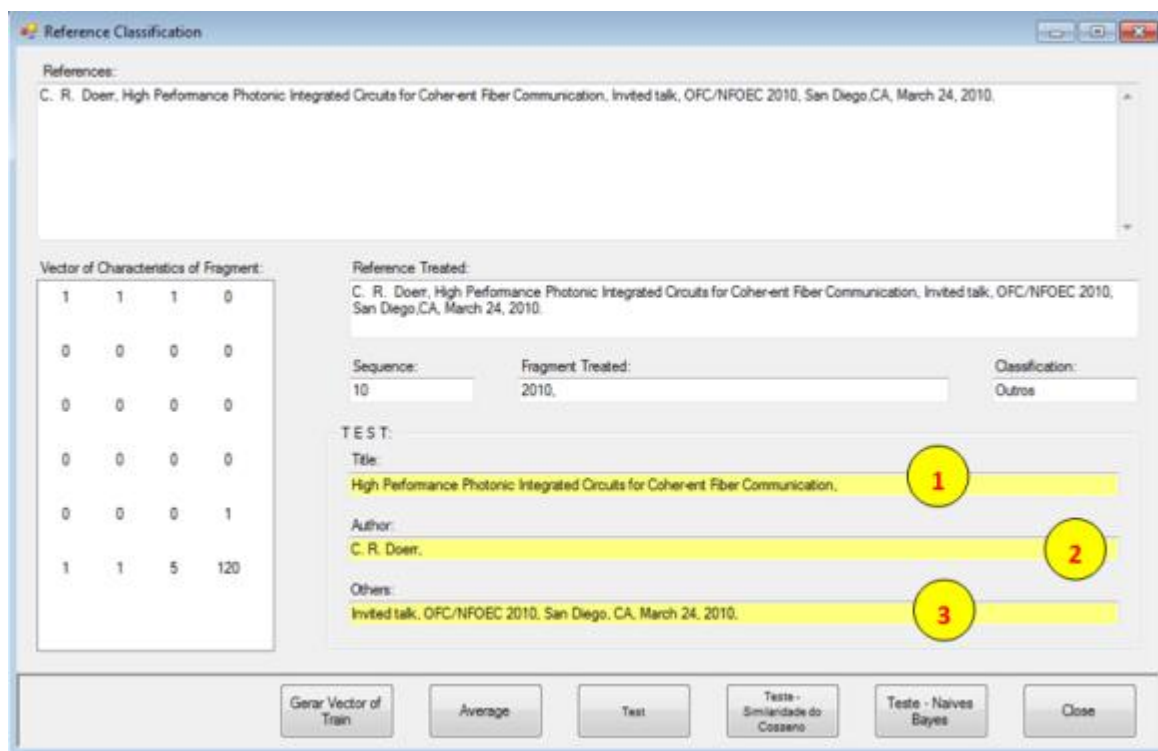 Reference Classification
References:
C. R. Doerr, High Performance Photonic Integrated Circuits for Coher-ent Fiber Communication, Invited talk, OFC/NFOEC 2010, San Diego,CA, March 24, 2010.
Vector of Characteristics of Fragment:
1 1 1 0
0 0 0 0
0 0 0 0
0 0 0 0
0 0 0 1
1 1 5 120
Reference Treated:
C. R. Doerr, High Performance Photonic Integrated Circuits for Coher-ent Fiber Communication, Invited talk, OFC/NFOEC 2010,
San Diego,CA, March 24, 2010.
Sequence: Fragment Treated: Classification:
10 2010, Outros
T E S T:
Title:
High Performance Photonic Integrated Circuits for Coher-ent Fiber Communication, 1
Author:
C. R. Doerr, 2
Others:
Invited talk, OFC/NFOEC 2010, San Diego, CA, March 24, 2010, 3
Gerar Vector of
Train
Average
Test
Teste -
Similaridade do
Cosseno
Teste - Naives
Bayes
Close